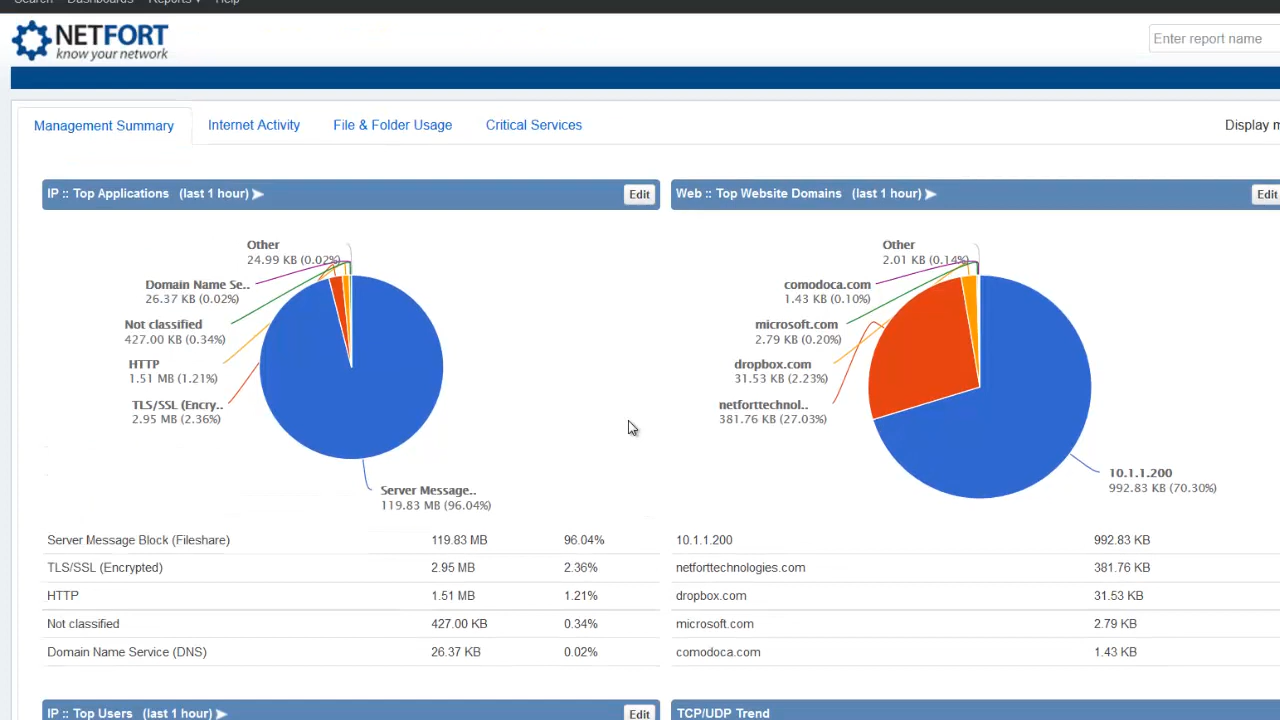 Search Dashboards Reports Help
NETFORT
know your network
Enter report name
Management Summary Internet Activity File & Folder Usage Critical Services Display
IP :: Top Applications (last 1 hour) Edit
Other
24.99 KB (0.02%)
Domain Name Se..
26.37 KB (0.02%)
Not classified
427.00 KB (0.34%)
HTTP
1.51 MB (1.21%)
TLS/SSL (Encry..
2.95 MB (2.36%)
Server Message..
119.83 MB (96.04%)
Server Message Block (Fileshare) 119.83 MB 96.04%
TLS/SSL (Encrypted) 2.95 MB 2.36%
HTTP 1.51 MB 1.21%
Not classified 427.00 KB 0.34%
Domain Name Service (DNS) 26.37 KB 0.02%
Web :: Top Website Domains (last 1 hour) Edit
Other
2.01 KB (0.14%)
comodoca.com
1.43 KB (0.10%)
microsoft.com
2.79 KB (0.20%)
dropbox.com
31.53 KB (2.23%)
netforttechnol..
381.76 KB (27.03%)
10.1.1.200
992.83 KB (70.30%)
10.1.1.200 992.83 KB
netforttechnologies.com 381.76 KB
dropbox.com 31.53 KB
microsoft.com 2.79 KB
comodoca.com 1.43 KB
IP :: Top Users (last 1 hour) Edit
TCP/UDP Trend